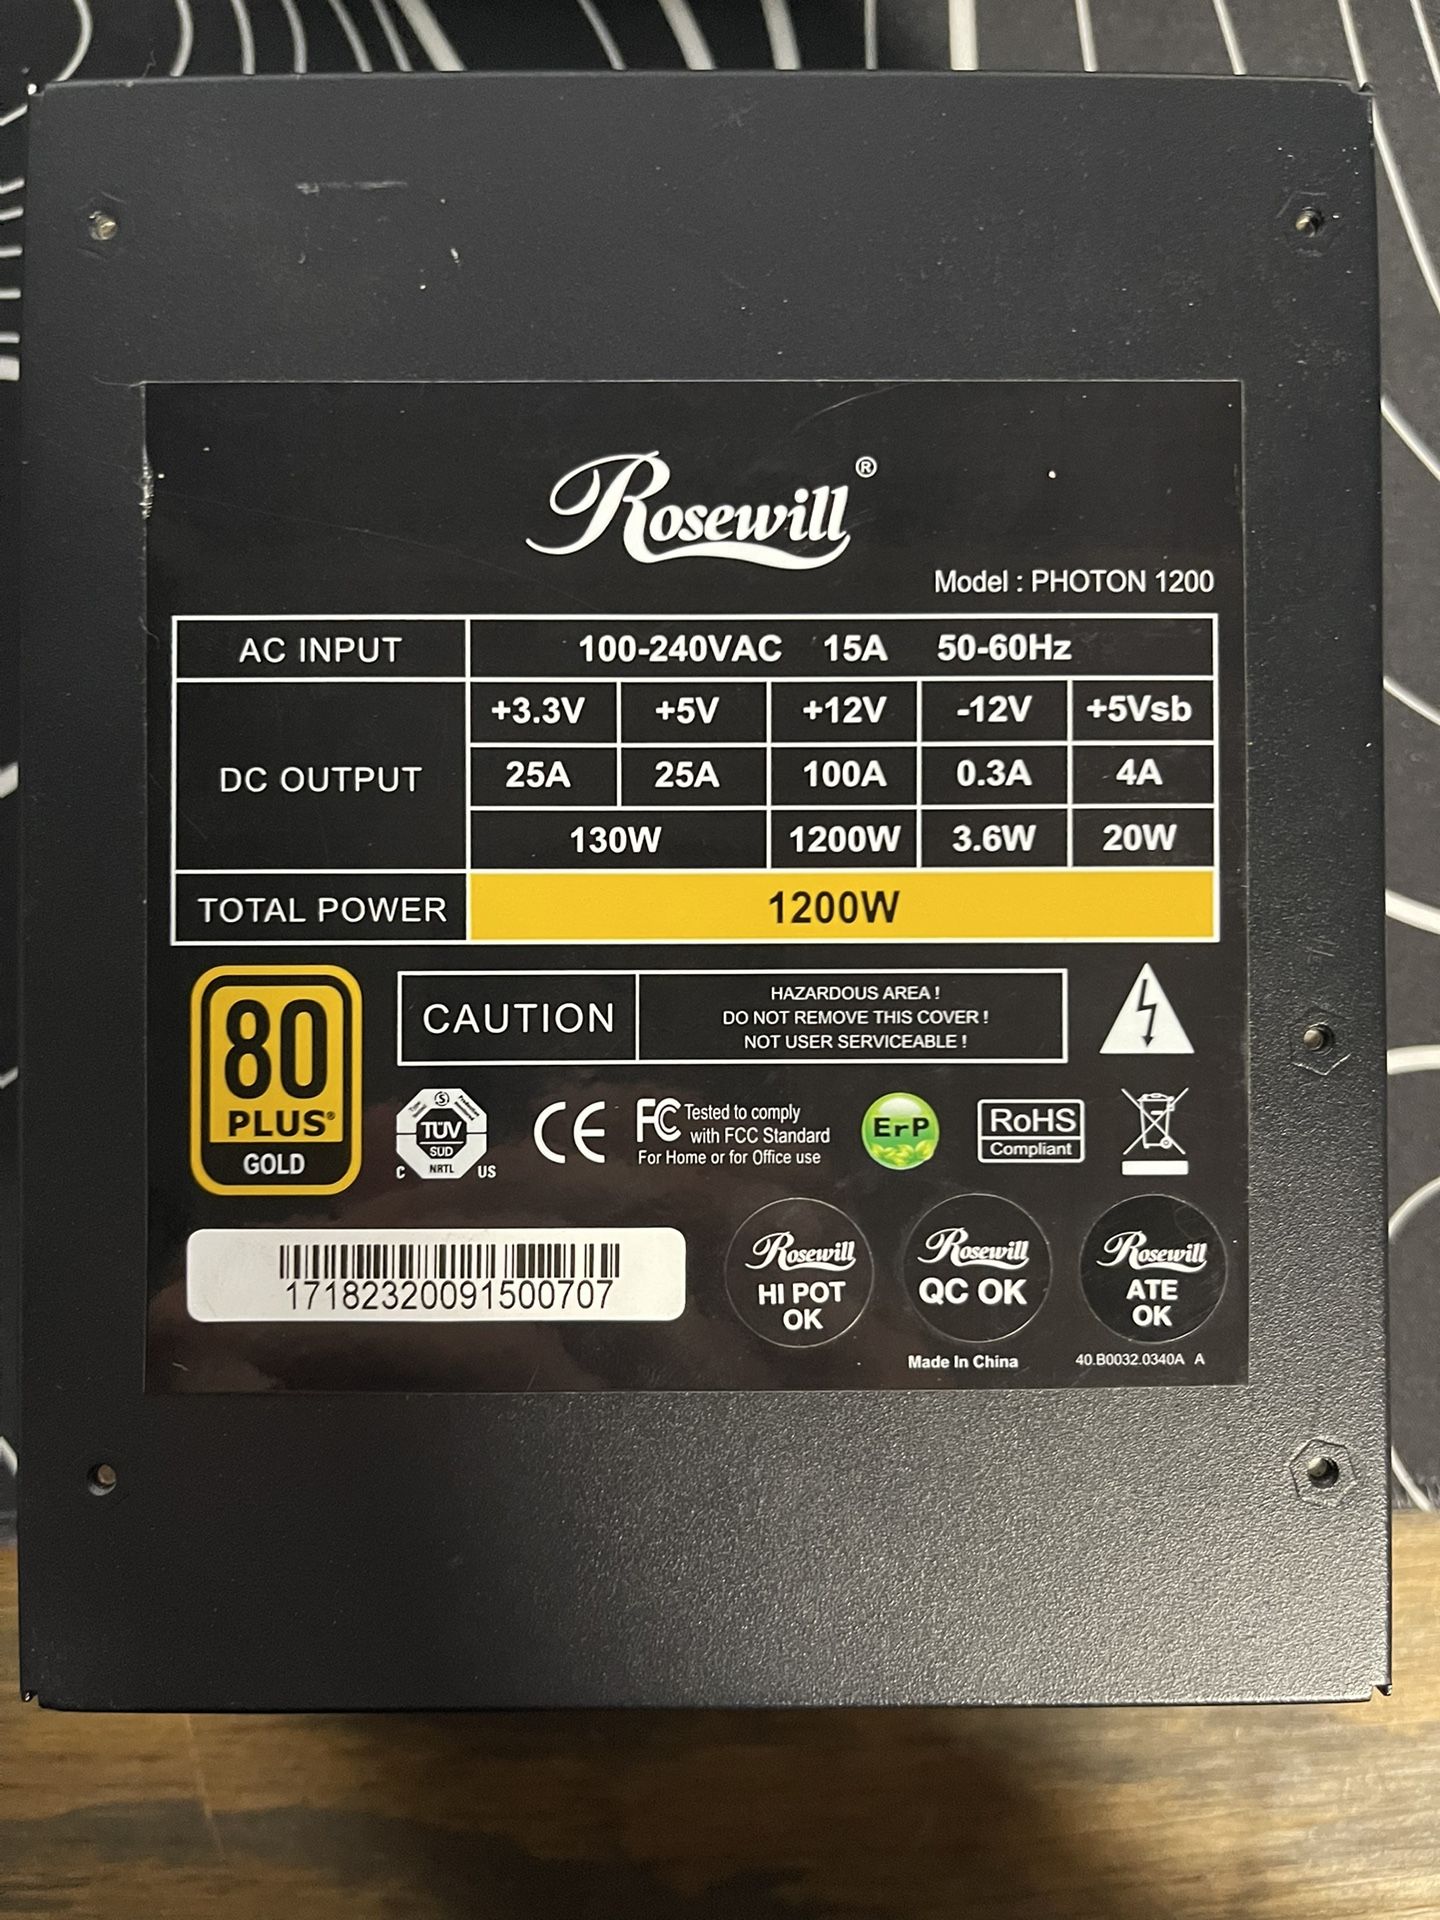 Rosewill®
Model : PHOTON 1200
AC INPUT 100-240VAC 15A 50-60Hz
DC OUTPUT +3.3V +5V +12V -12V +5Vsb
25A 25A 100A 0.3A 4A
130W 1200W 3.6W 20W
TOTAL POWER 1200W
80
PLUS®
GOLD
CAUTION
HAZARDOUS AREA !
DO NOT REMOVE THIS COVER !
NOT USER SERVICEABLE !
TÜV
SUD
NRTL
C US
CE
FC Tested to comply
with FCC Standard
For Home or for Office use
ErP
RoHS
Compliant
17182320091500707
Rosewill
HI POT
OK
Rosewill
QC OK
Rosewill
ATE
OK
Made In China
40.B0032.0340A A